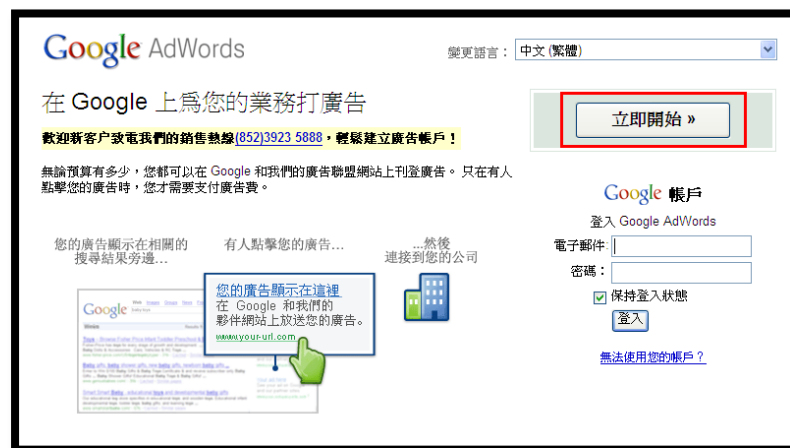 Google AdWords
變更語言： 中文 (繁體)
在 Google 上為您的業務打廣告
立即開始 »
歡迎新客戶致電我們的銷售熱線(852)3923 5888，輕鬆建立廣告帳戶！
無論預算有多少，您都可以在 Google 和我們的廣告聯盟網站上刊登廣告。 只在有人
點擊您的廣告時，您才需要支付廣告費。
Google 帳戶
登入 Google AdWords
電子郵件:
密碼：
保持登入狀態
登入
無法使用您的帳戶？
您的廣告顯示在相關的
搜尋結果旁邊…
有人點擊您的廣告…
…然後
連接到您的公司
Google
您的廣告顯示在這裡
在 Google 和我們的
夥伴網站上放送您的廣告。
www.your-url.com